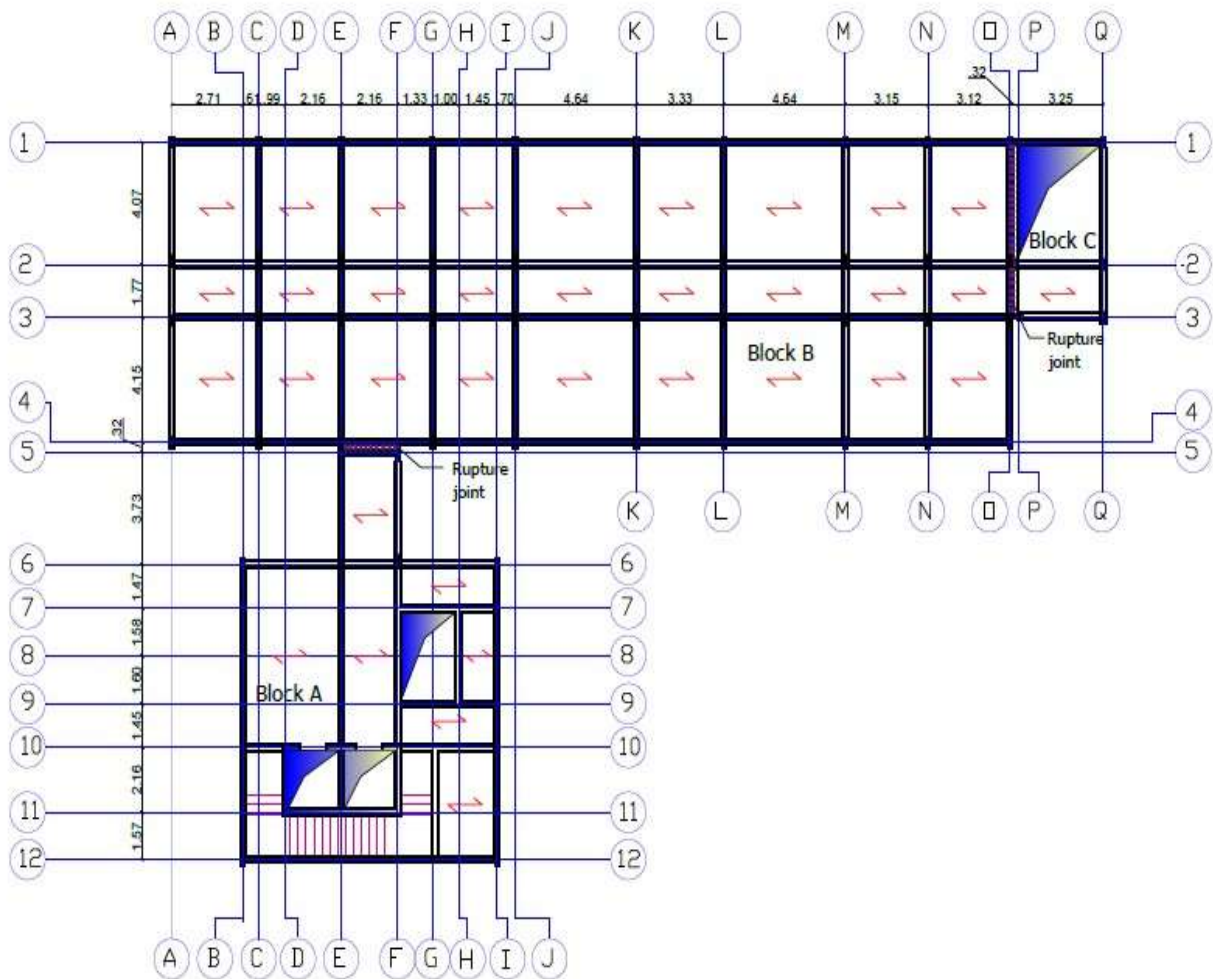 A B C D E F G H I J K L M N O P Q
.32
2.71 .61 .99 2.16 2.16 1.33 1.00 1.45 .70 4.64 3.33 4.64 3.15 3.12 3.25
1 1
4.07
Block C
2 2
1.77
3 3
Rupture
joint
Block B
4.15
4 4
.32
5 5
Rupture
joint
K L M N O P Q
3.73
6 6
1.47
7 7
1.58
8 8
Block A
1.60
9 9
1.45
10 10
2.16
11 11
1.57
12 12
A B C D E F G H I J